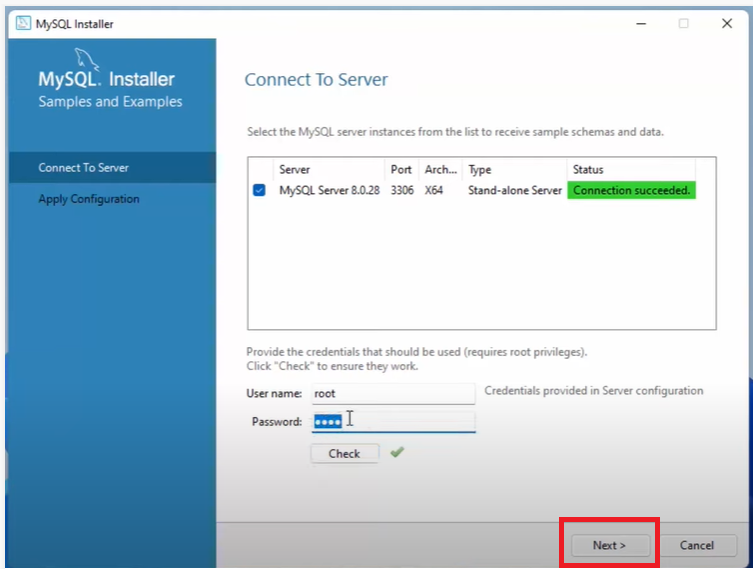 MySQL Installer
MySQL. Installer
Samples and Examples
Connect To Server
Apply Configuration
Connect To Server
Select the MySQL server instances from the list to receive sample schemas and data.
Server Port Arch... Type Status
MySQL Server 8.0.28 3306 X64 Stand-alone Server Connection succeeded.
Provide the credentials that should be used (requires root privileges).
Click "Check" to ensure they work.
User name: root Credentials provided in Server configuration
Password: ●●●●
Check
Next > Cancel